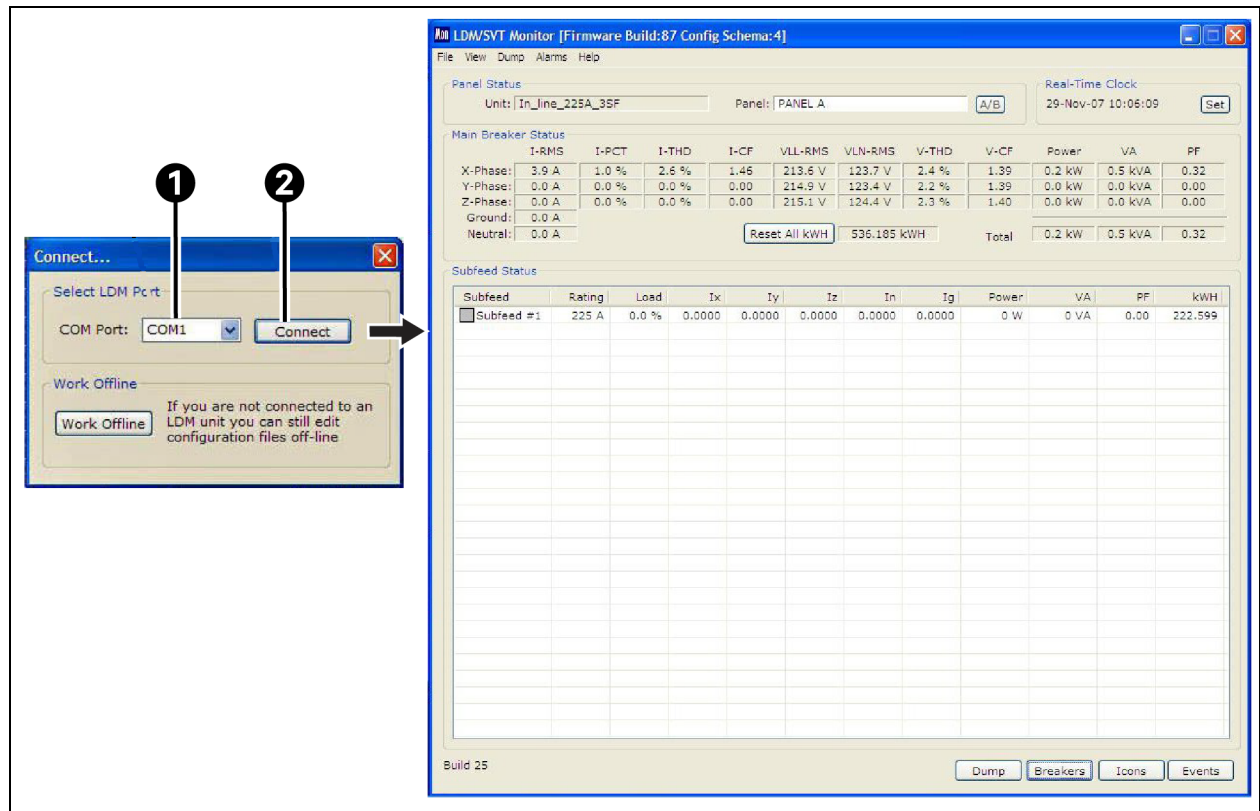 1 2
Connect...
Select LDM Port
COM Port: COM1 Connect
Work Offline
Work Offline
If you are not connected to an
LDM unit you can still edit
configuration files off-line
Mon LDM/SVT Monitor [Firmware Build:87 Config Schema:4]
File View Dump Alarms Help
Panel Status
Unit: In_line_225A_3SF Panel: PANEL A A/B
Real-Time Clock
29-Nov-07 10:06:09 Set
Main Breaker Status
I-RMS I-PCT I-THD I-CF VLL-RMS VLN-RMS V-THD V-CF Power VA PF
X-Phase: 3.9 A 1.0 % 2.6 % 1.46 213.6 V 123.7 V 2.4 % 1.39 0.2 kW 0.5 kVA 0.32
Y-Phase: 0.0 A 0.0 % 0.0 % 0.00 214.9 V 123.4 V 2.2 % 1.39 0.0 kW 0.0 kVA 0.00
Z-Phase: 0.0 A 0.0 % 0.0 % 0.00 215.1 V 124.4 V 2.3 % 1.40 0.0 kW 0.0 kVA 0.00
Ground: 0.0 A
Neutral: 0.0 A Reset All kWH 536.185 kWH Total 0.2 kW 0.5 kVA 0.32
Subfeed Status
Subfeed Rating Load Ix Iy Iz In Ig Power VA PF kWH
Subfeed #1 225 A 0.0 % 0.0000 0.0000 0.0000 0.0000 0.0000 0 W 0 VA 0.00 222.599
Build 25
Dump Breakers Icons Events